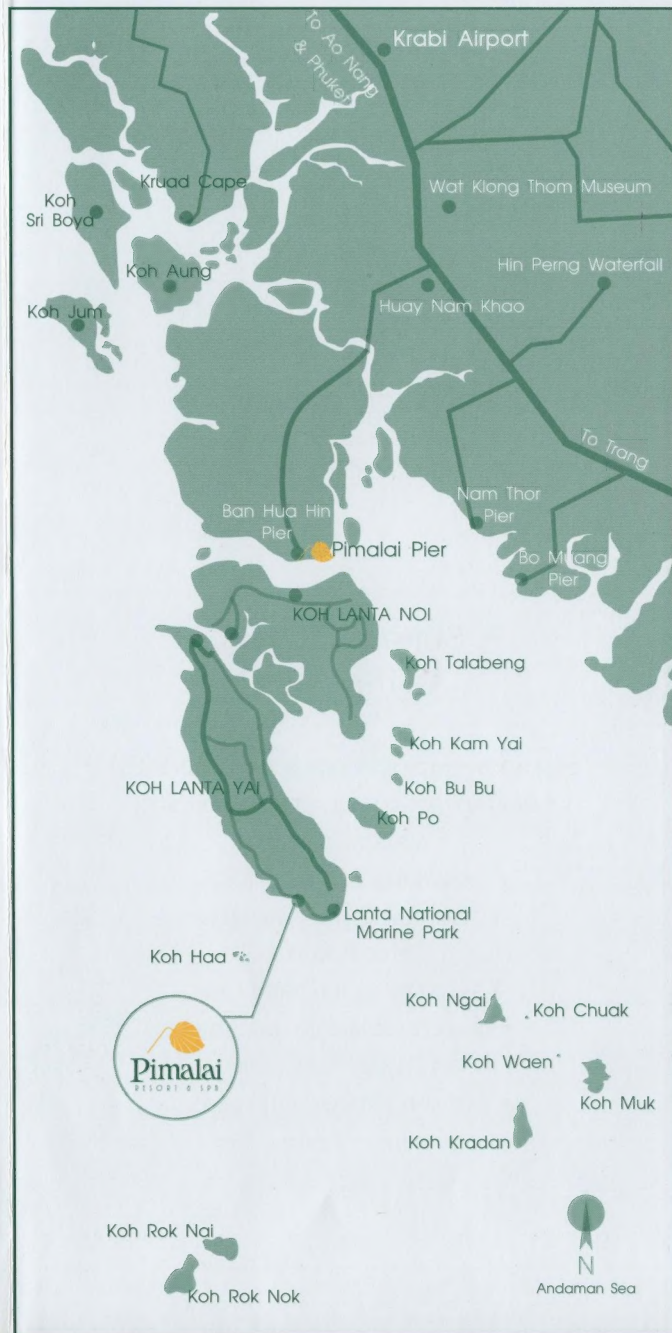 To Ao Nang
& Phuket
Krabi Airport
Kruad Cape
Koh
Sri Boya
Wat Klong Thom Museum
Koh Aung
Hin Perng Waterfall
Koh Jum
Huay Nam Khao
To Trang
Nam Thor
Pier
Ban Hua Hin
Pier
Pimalai Pier
Bo Muang
Pier
KOH LANTA NOI
Koh Talabeng
Koh Kam Yai
KOH LANTA YAI
Koh Bu Bu
Koh Po
Lanta National
Marine Park
Koh Haa
Koh Ngai
Koh Chuak
Pimalai
RESORT & SPA
Koh Waen
Koh Muk
Koh Kradan
Koh Rok Nai
Koh Rok Nok
N
Andaman Sea